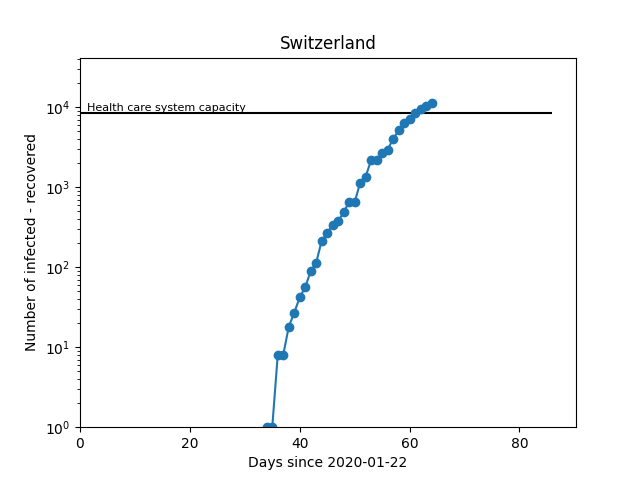 Switzerland
Number of infected - recovered
10^4
10^3
10^2
10^1
10^0
Health care system capacity
0 20 40 60 80
Days since 2020-01-22